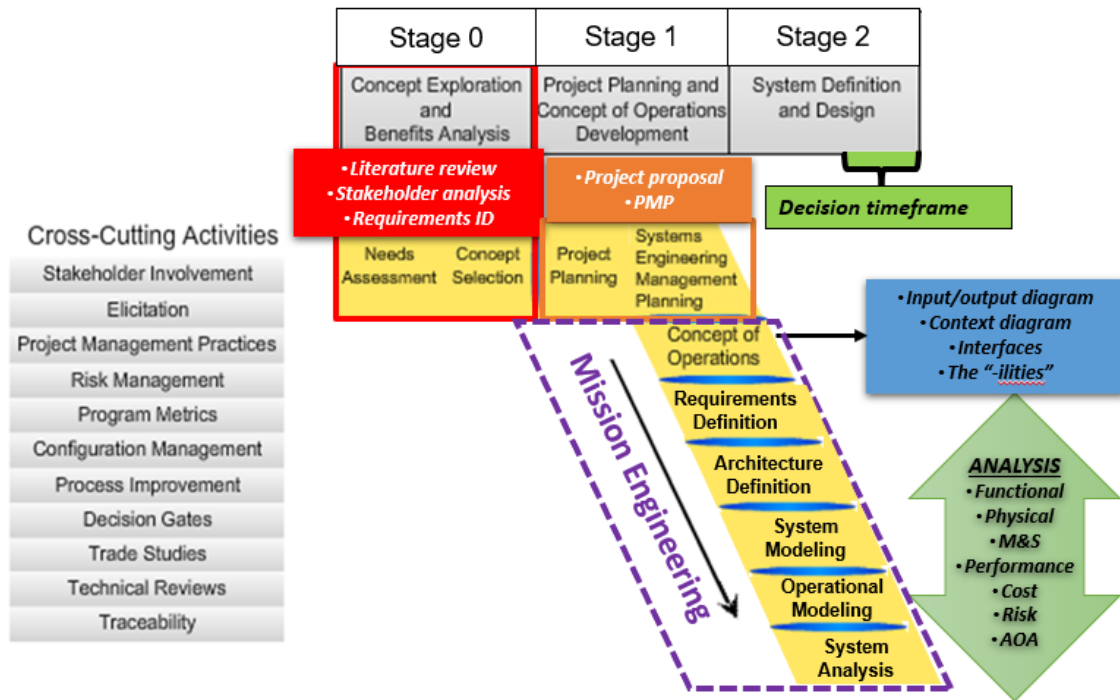 Stage 0
Stage 1
Stage 2
Concept Exploration
and
Benefits Analysis
Project Planning and
Concept of Operations
Development
System Definition
and Design
•Literature review
•Stakeholder analysis
•Requirements ID
•Project proposal
•PMP
Decision timeframe
Needs
Assessment
Concept
Selection
Project
Planning
Systems
Engineering
Management
Planning
Cross-Cutting Activities
Stakeholder Involvement
Elicitation
Project Management Practices
Risk Management
Program Metrics
Configuration Management
Process Improvement
Decision Gates
Trade Studies
Technical Reviews
Traceability
Mission Engineering
Concept of
Operations
Requirements
Definition
Architecture
Definition
System
Modeling
Operational
Modeling
System
Analysis
•Input/output diagram
•Context diagram
•Interfaces
•The “-ilities”
ANALYSIS
•Functional
•Physical
•M&S
•Performance
•Cost
•Risk
•AOA